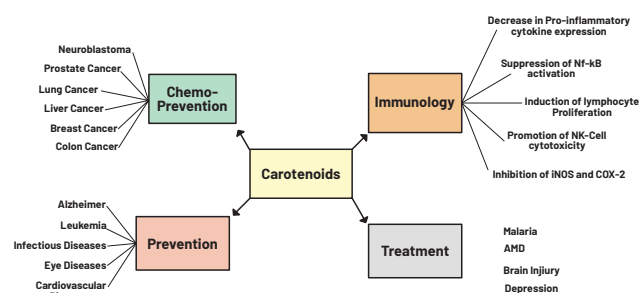 Neuroblastoma
Prostate Cancer
Lung Cancer
Liver Cancer
Breast Cancer
Colon Cancer
Chemo-
Prevention
Decrease in Pro-inflammatory
cytokine expression
Suppression of Nf-kB
activation
Induction of lymphocyte
Proliferation
Promotion of NK-Cell
cytotoxicity
Inhibition of iNOS and COX-2
Immunology
Carotenoids
Alzheimer
Leukemia
Infectious Diseases
Eye Diseases
Cardiovascular
Prevention
Treatment
Malaria
AMD
Brain Injiury
Depression